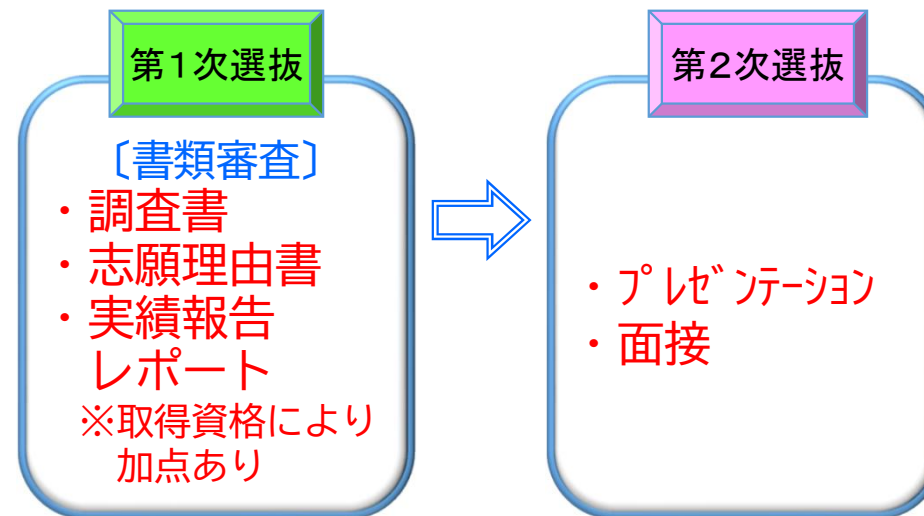 第１次選抜
〔書類審査〕
・調査書
・志願理由書
・実績報告
レポート
※取得資格により
加点あり
第２次選抜
・ﾌﾟﾚｾﾞﾝﾃｰｼｮﾝ
・面接